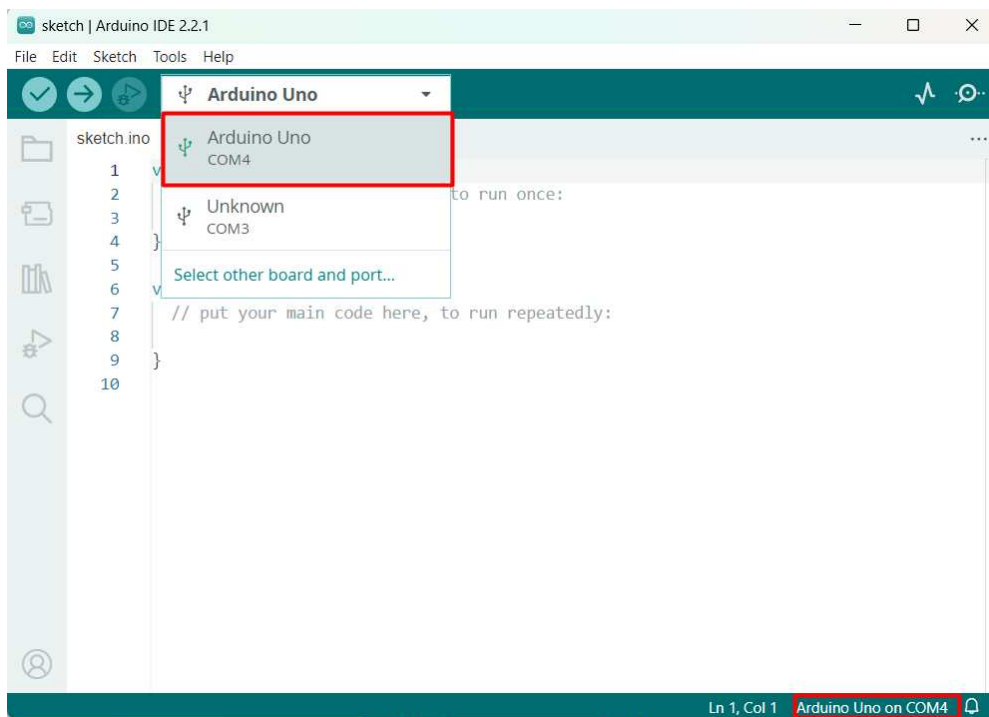 sketch | Arduino IDE 2.2.1
File Edit Sketch Tools Help
Arduino Uno
sketch.ino
Arduino Uno
COM4
Unknown
COM3
Select other board and port...
1 v
2 to run once:
3
4 }
5
6 v
7 // put your main code here, to run repeatedly:
8
9 }
10
Ln 1, Col 1 Arduino Uno on COM4